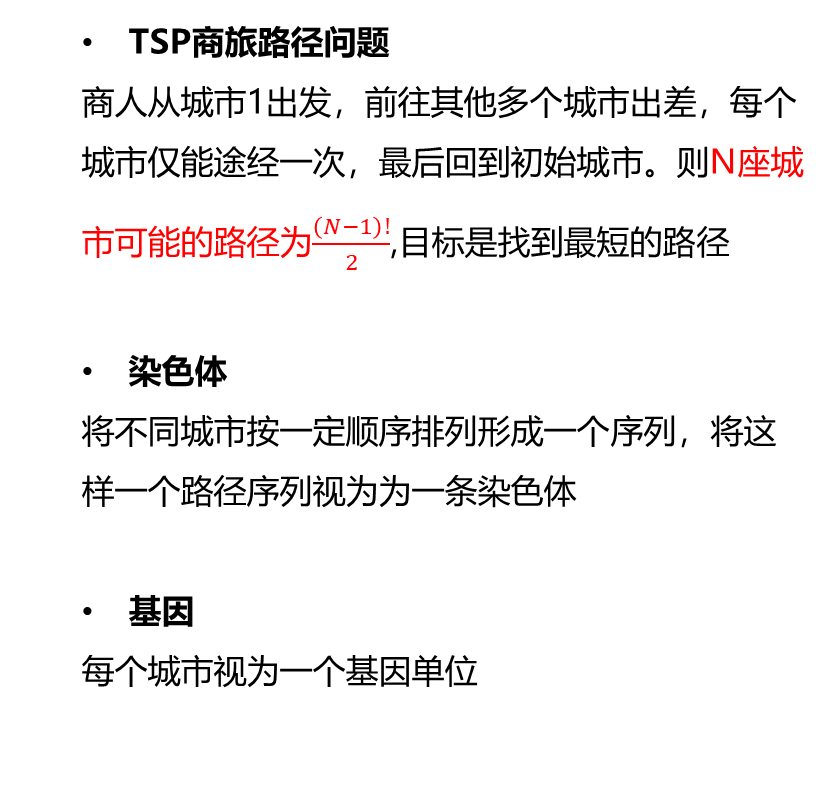 • TSP商旅路径问题
商人从城市1出发，前往其他多个城市出差，每个
城市仅能途经一次，最后回到初始城市。则N座城
市可能的路径为\frac{(N-1)!}{2},目标是找到最短的路径
• 染色体
将不同城市按一定顺序排列形成一个序列，将这
样一个路径序列视为为一条染色体
• 基因
每个城市视为一个基因单位